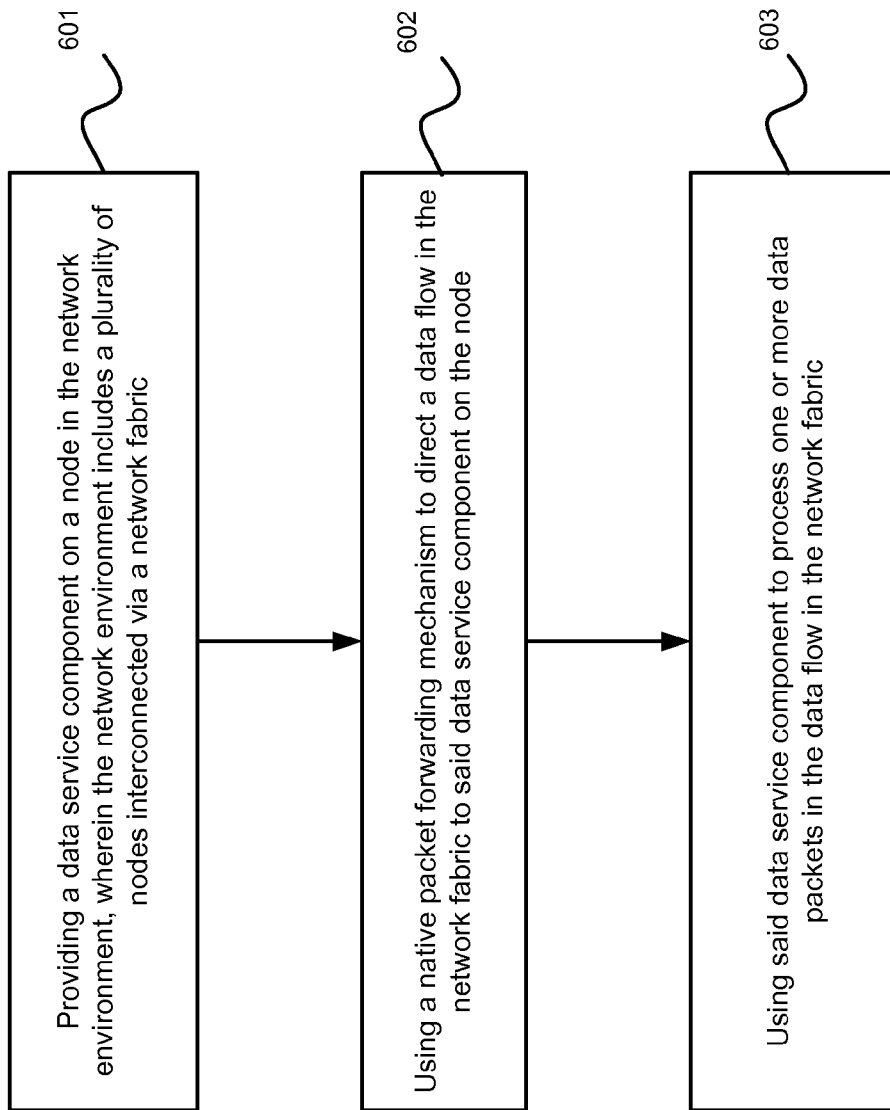 Providing a data service component on a node in the network
environment, wherein the network environment includes a plurality of
nodes interconnected via a network fabric
601
Using a native packet forwarding mechanism to direct a data flow in the
network fabric to said data service component on the node
602
Using said data service component to process one or more data
packets in the data flow in the network fabric
603